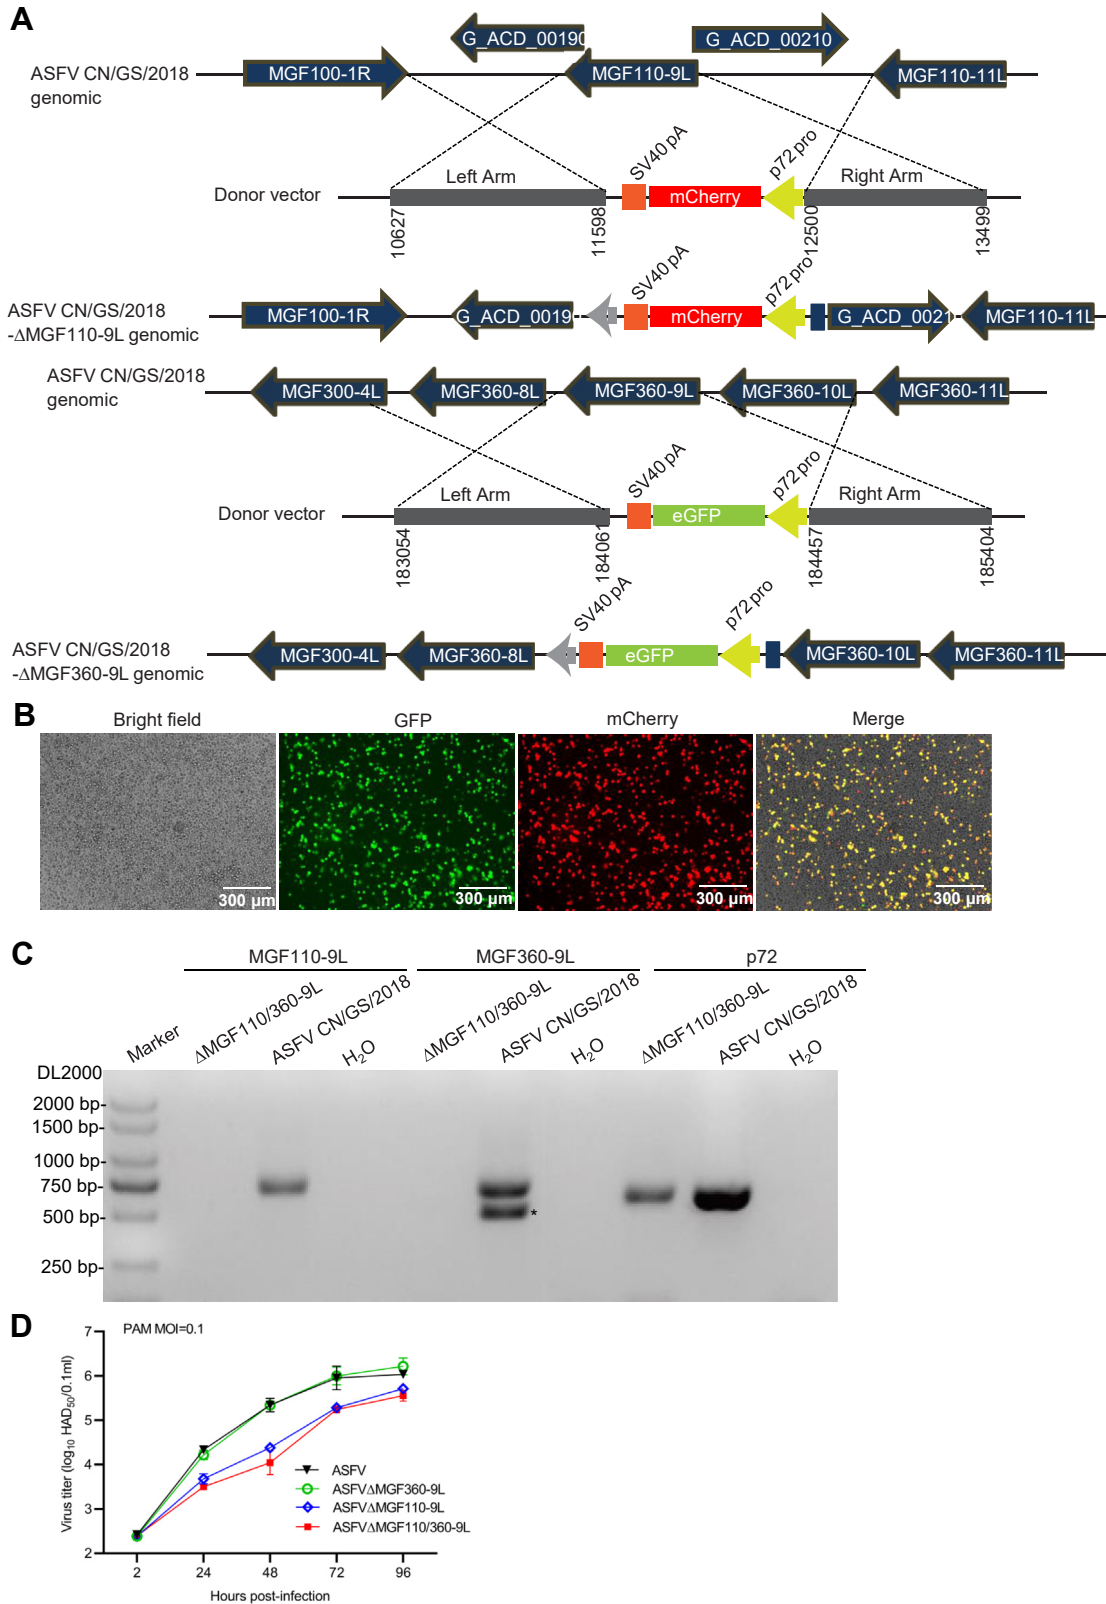 A
G_ACD_00190
G_ACD_00210
ASFV CN/GS/2018
genomic
MGF100-1R
MGF110-9L
MGF110-11L
SV40 pA
p72 pro
Left Arm
Right Arm
Donor vector
mCherry
10627
11598
12500
13499
SV40 pA
p72 pro
ASFV CN/GS/2018
-ΔMGF110-9L genomic
MGF100-1R
G_ACD_0019
mCherry
G_ACD_0021
MGF110-11L
ASFV CN/GS/2018
genomic
MGF300-4L
MGF360-8L
MGF360-9L
MGF360-10L
MGF360-11L
SV40 pA
p72 pro
Left Arm
Right Arm
Donor vector
eGFP
183054
184061
184457
185404
SV40 pA
p72 pro
ASFV CN/GS/2018
-ΔMGF360-9L genomic
MGF300-4L
MGF360-8L
eGFP
MGF360-10L
MGF360-11L
B
Bright field
GFP
mCherry
Merge
300 µm
300 µm
300 µm
300 µm
C
MGF110-9L
MGF360-9L
p72
Marker
ΔMGF110/360-9L
ASFV CN/GS/2018
H2O
ΔMGF110/360-9L
ASFV CN/GS/2018
H2O
ΔMGF110/360-9L
ASFV CN/GS/2018
H2O
DL2000
2000 bp-
1500 bp-
1000 bp-
750 bp-
500 bp-
*
250 bp-
D
PAM MOI=0.1
Virus titer (log10 HAD50/0.1ml)
7
6
5
4
3
2
ASFV
ASFVΔMGF360-9L
ASFVΔMGF110-9L
ASFVΔMGF110/360-9L
2
24
48
72
96
Hours post-infection